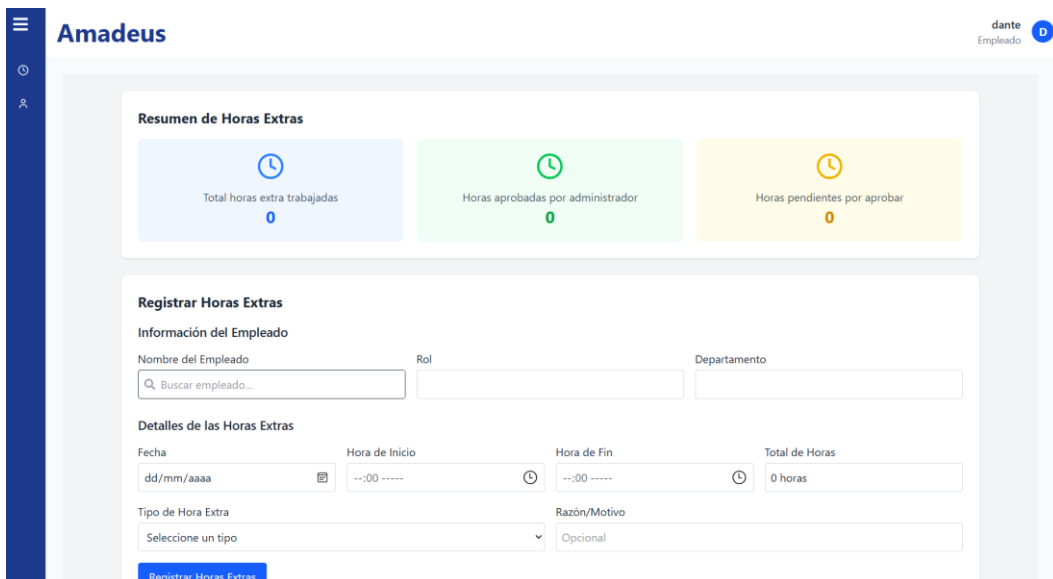 Amadeus
dante
Empleado
D
Resumen de Horas Extras
Total horas extra trabajadas
0
Horas aprobadas por administrador
0
Horas pendientes por aprobar
0
Registrar Horas Extras
Información del Empleado
Nombre del Empleado
Rol
Departamento
Buscar empleado...
Detalles de las Horas Extras
Fecha
Hora de Inicio
Hora de Fin
Total de Horas
dd/mm/aaaa
--:00 -----
--:00 -----
0 horas
Tipo de Hora Extra
Razón/Motivo
Seleccione un tipo
Opcional
Registrar Horas Extras